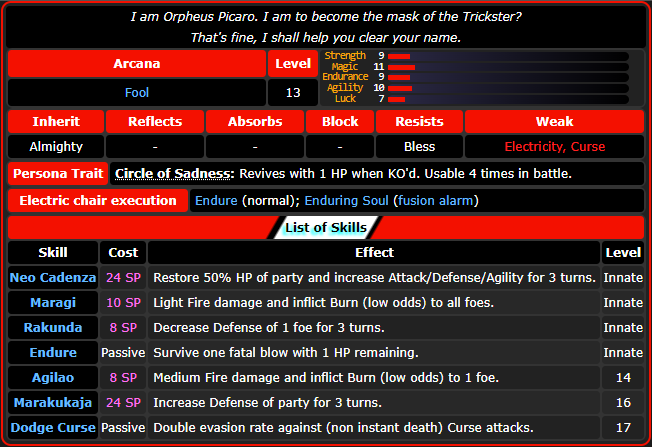 I am Orpheus Picaro. I am to become the mask of the Trickster?
That's fine, I shall help you clear your name.
Arcana Level
Fool 13
Strength 9
Magic 11
Endurance 9
Agility 10
Luck 7
Inherit Reflects Absorbs Block Resists Weak
Almighty - - - Bless Electricity, Curse
Persona Trait Circle of Sadness: Revives with 1 HP when KO'd. Usable 4 times in battle.
Electric chair execution Endure (normal); Enduring Soul (fusion alarm)
List of Skills
Skill Cost Effect Level
Neo Cadenza 24 SP Restore 50% HP of party and increase Attack/Defense/Agility for 3 turns. Innate
Maragi 10 SP Light Fire damage and inflict Burn (low odds) to all foes. Innate
Rakunda 8 SP Decrease Defense of 1 foe for 3 turns. Innate
Endure Passive Survive one fatal blow with 1 HP remaining. Innate
Agilao 8 SP Medium Fire damage and inflict Burn (low odds) to 1 foe. 14
Marakukaja 24 SP Increase Defense of party for 3 turns. 16
Dodge Curse Passive Double evasion rate against (non instant death) Curse attacks. 17